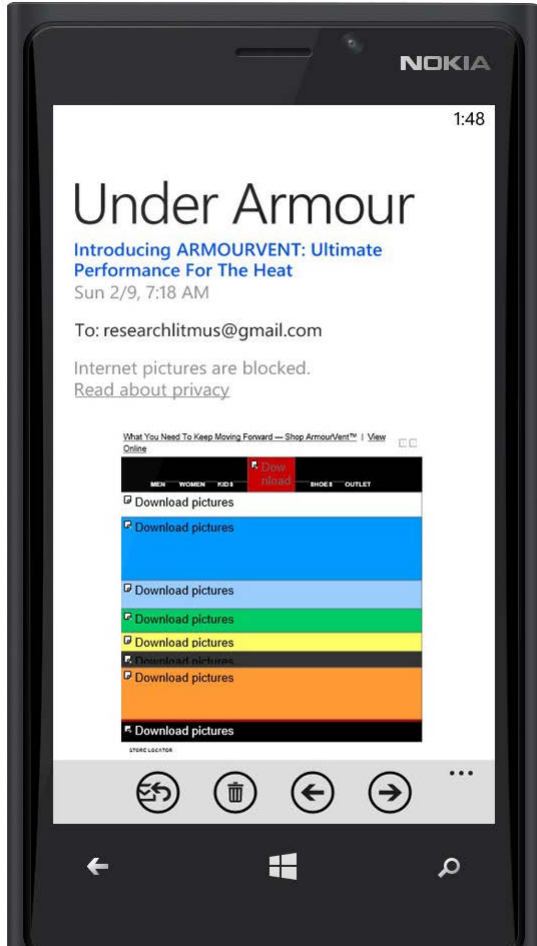 NOKIA
1:48
Under Armour
Introducing ARMOURVENT: Ultimate
Performance For The Heat
Sun 2/9, 7:18 AM
To: researchlitmus@gmail.com
Internet pictures are blocked.
Read about privacy
What You Need To Keep Moving Forward — Shop ArmourVent™ | View
Online
Dow
nload
MEN WOMEN KIDS SHOES OUTLET
Download pictures
Download pictures
Download pictures
Download pictures
Download pictures
Download pictures
Download pictures
Download pictures
STORE LOCATOR